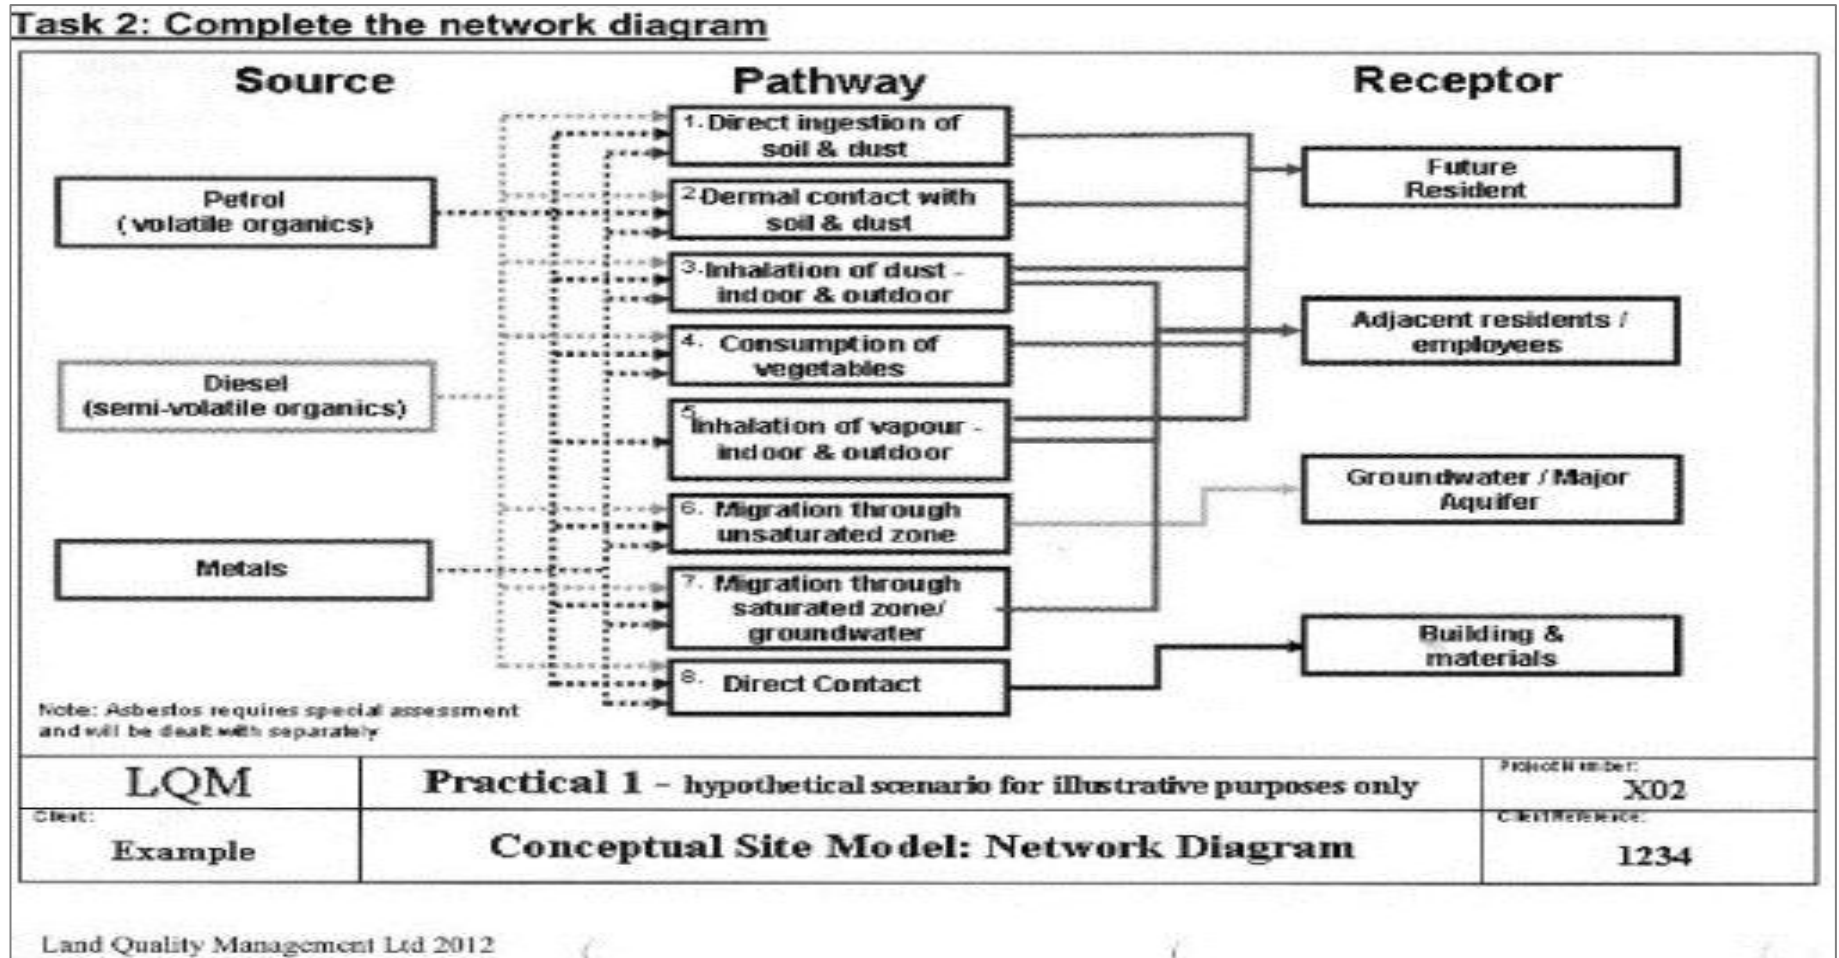 Task 2: Complete the network diagram
Source
Pathway
Receptor
Petrol
(volatile organics)
Diesel
(semi-volatile organics)
Metals
1. Direct ingestion of
soil & dust
2 Dermal contact with
soil & dust
3. Inhalation of dust -
indoor & outdoor
4. Consumption of
vegetables
5. Inhalation of vapour -
indoor & outdoor
6. Migration through
unsaturated zone
7. Migration through
saturated zone/
groundwater
8. Direct Contact
Future
Resident
Adjacent residents /
employees
Groundwater / Major
Aquifer
Building &
materials
Note: Asbestos requires special assessment
and will be dealt with separately
LQM
Practical 1 - hypothetical scenario for illustrative purposes only
Project Number:
X02
Client:
Example
Conceptual Site Model: Network Diagram
Client Reference:
1234
Land Quality Management Ltd 2012